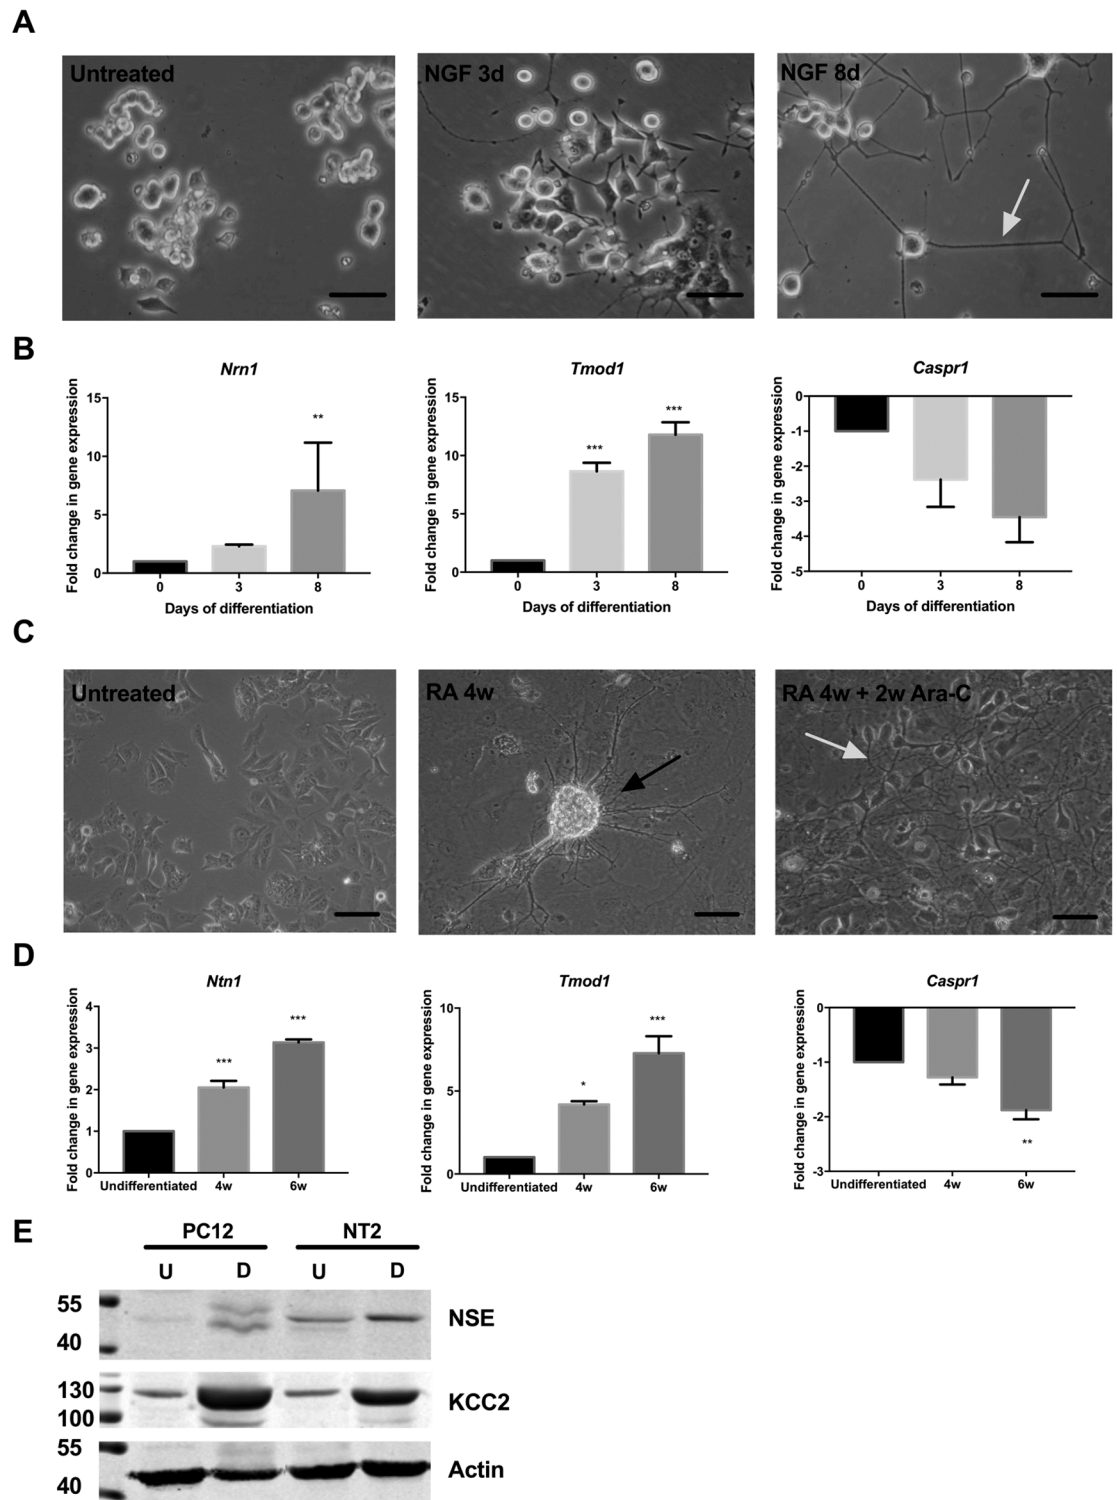 A
Untreated
NGF 3d
NGF 8d
B
Nrn1
Fold change in gene expression
15
10
5
0
**
0 3 8
Days of differentiation
Tmod1
Fold change in gene expression
15
10
5
0
***
***
0 3 8
Days of differentiation
Caspr1
Fold change in gene expression
0
-1
-2
-3
-4
-5
0 3 8
Days of differentiation
C
Untreated
RA 4w
RA 4w + 2w Ara-C
D
Ntn1
Fold change in gene expression
4
3
2
1
0
***
***
Undifferentiated 4w 6w
Tmod1
Fold change in gene expression
10
5
0
*
***
Undifferentiated 4w 6w
Caspr1
Fold change in gene expression
0
-1
-2
-3
**
Undifferentiated 4w 6w
E
PC12 NT2
U D U D
55
40
NSE
130
100
KCC2
55
40
Actin